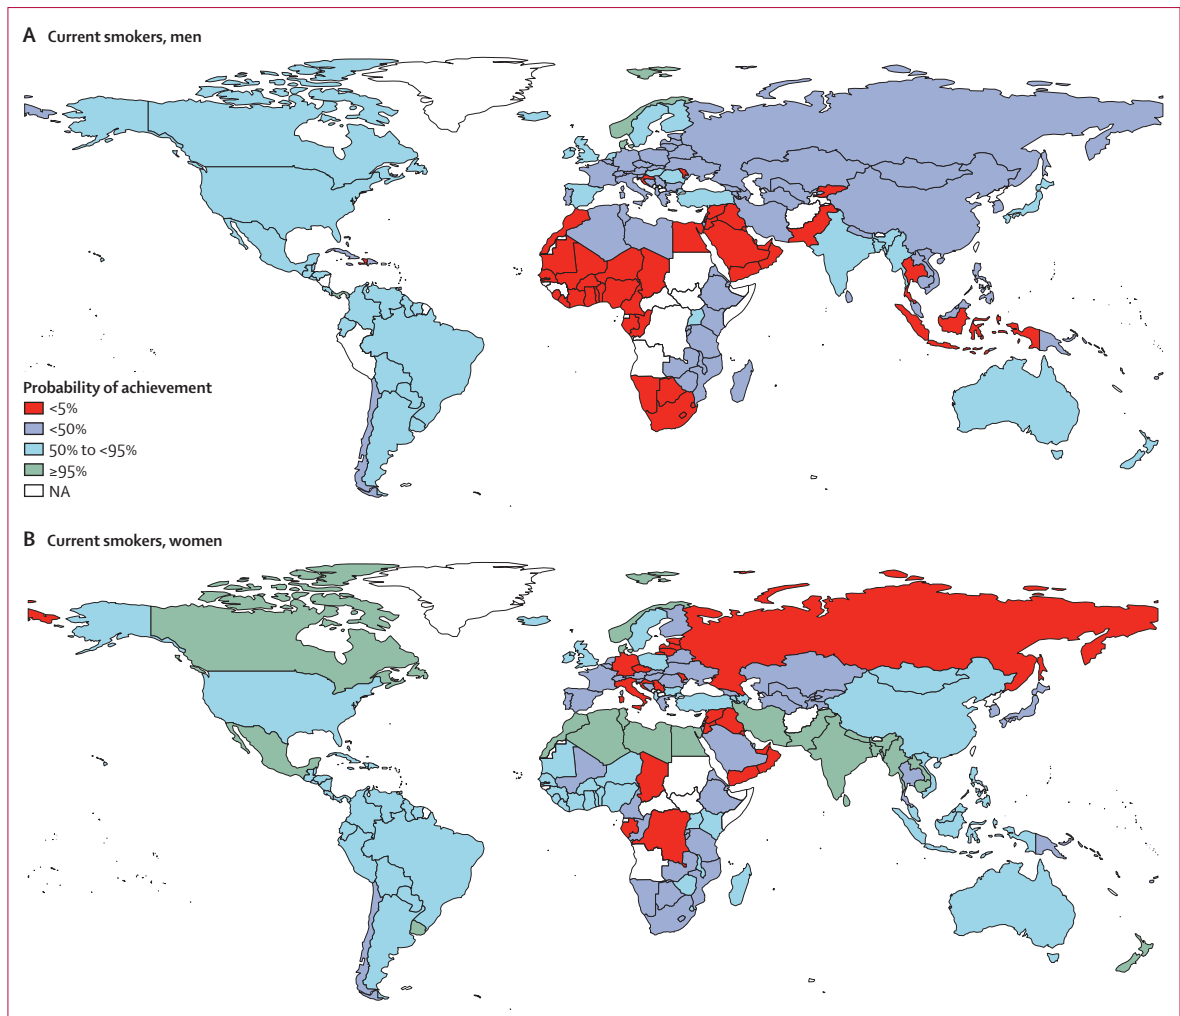 A Current smokers, men
Probability of achievement
<5%
<50%
50% to <95%
≥95%
NA
B Current smokers, women